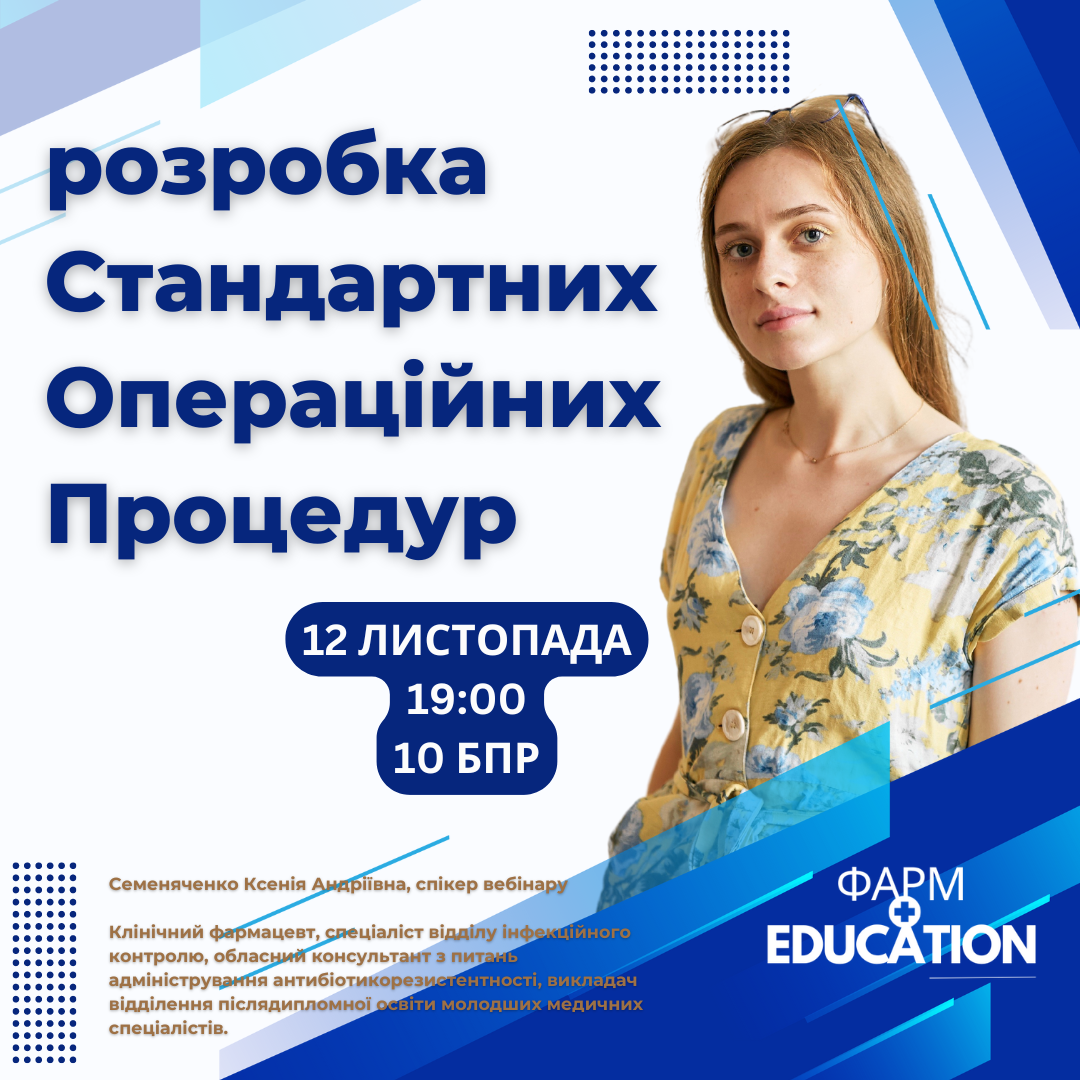 розробка
Стандартних
Операційних
Процедур
12 ЛИСТОПАДА
19:00
10 БПР
Семеняченко Ксенія Андріївна, спікер вебінару
Клінічний фармацевт, спеціаліст відділу інфекційного
контролю, обласний консультант з питань
адміністрування антибіотикорезистентності, викладач
відділення післядипломної освіти молодших медичних
спеціалістів.
ФАРМ
EDUCATION